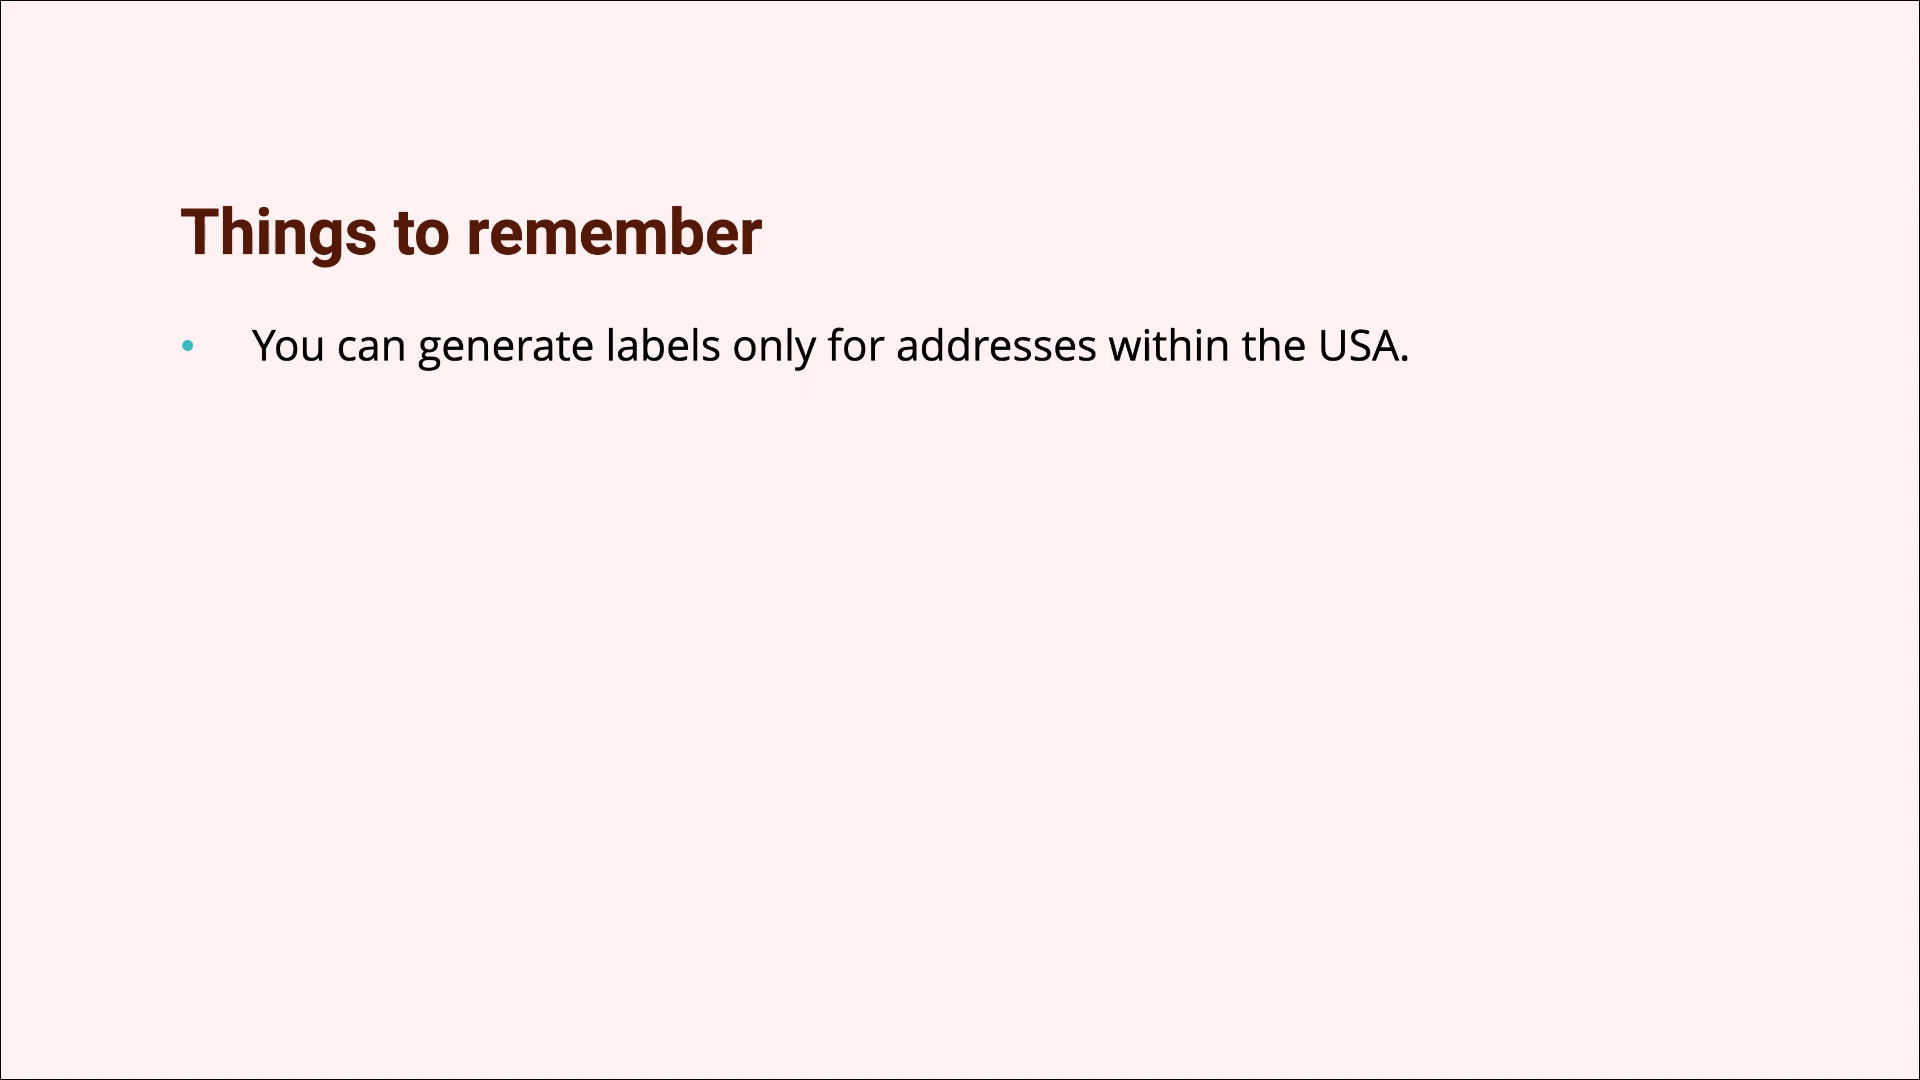 Things to remember
• You can generate labels only for addresses within the USA.